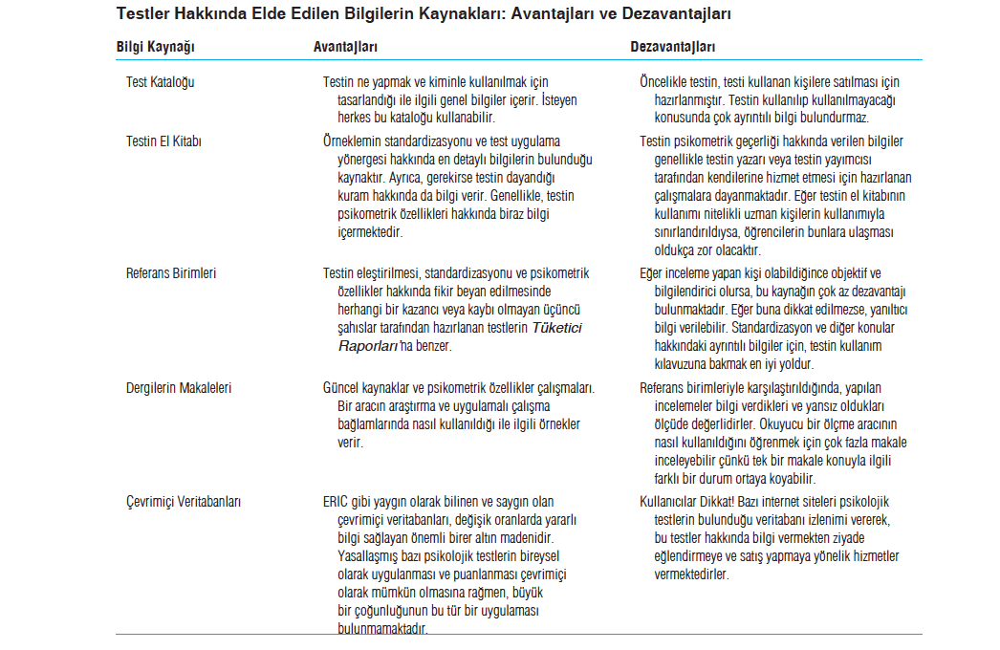 Testler Hakkında Elde Edilen Bilgilerin Kaynakları: Avantajları ve Dezavantajları
Bilgi Kaynağı
Avantajları
Dezavantajları
Test Kataloğu
Testin ne yapmak ve kiminle kullanılmak için
tasarlandığı ile ilgili genel bilgiler içerir. İsteyen
herkes bu kataloğu kullanabilir.
Öncelikle testin, testi kullanan kişilere satılması için
hazırlanmıştır. Testin kullanılıp kullanılmayacağı
konusunda çok ayrıntılı bilgi bulundurmaz.
Testin El Kitabı
Örneklemin standardizasyonu ve test uygulama
yönergesi hakkında en detaylı bilgilerin bulunduğu
kaynaktır. Ayrıca, gerekirse testin dayandığı
kuram hakkında da bilgi verir. Genellikle, testin
psikometrik özellikleri hakkında biraz bilgi
içermektedir.
Testin psikometrik geçerliği hakkında verilen bilgiler
genellikle testin yazarı veya testin yayımcısı
tarafından kendilerine hizmet etmesi için hazırlanan
çalışmalara dayanmaktadır. Eğer testin el kitabının
kullanımı nitelikli uzman kişilerin kullanımıyla
sınırlandırıldıysa, öğrencilerin bunlara ulaşması
oldukça zor olacaktır.
Referans Birimleri
Testin eleştirilmesi, standardizasyonu ve psikometrik
özellikler hakkında fikir beyan edilmesinde
herhangi bir kazancı veya kaybı olmayan üçüncü
şahıslar tarafından hazırlanan testlerin Tüketici
Raporları'na benzer.
Eğer inceleme yapan kişi olabildiğince objektif ve
bilgilendirici olursa, bu kaynağın çok az dezavantajı
bulunmaktadır. Eğer buna dikkat edilmezse, yanıltıcı
bilgi verilebilir. Standardizasyon ve diğer konular
hakkındaki ayrıntılı bilgiler için, testin kullanım
kılavuzuna bakmak en iyi yoldur.
Dergilerin Makaleleri
Güncel kaynaklar ve psikometrik özellikler çalışmaları.
Bir aracın araştırma ve uygulamalı çalışma
bağlamlarında nasıl kullanıldığı ile ilgili örnekler
verir.
Referans birimleriyle karşılaştırıldığında, yapılan
incelemeler bilgi verdikleri ve yansız oldukları
ölçüde değerlidirler. Okuyucu bir ölçme aracının
nasıl kullanıldığını öğrenmek için çok fazla makale
inceleyebilir çünkü tek bir makale konuyla ilgili
farklı bir durum ortaya koyabilir.
Çevrimiçi Veritabanları
ERIC gibi yaygın olarak bilinen ve saygın olan
çevrimiçi veritabanları, değişik oranlarda yararlı
bilgi sağlayan önemli birer altın madenidir.
Yasallaşmış bazı psikolojik testlerin bireysel
olarak uygulanması ve puanlanması çevrimiçi
olarak mümkün olmasına rağmen, büyük
bir çoğunluğunun bu tür bir uygulaması
bulunmamaktadır.
Kullanıcılar Dikkat! Bazı internet siteleri psikolojik
testlerin bulunduğu veritabanı izlenimi vererek,
bu testler hakkında bilgi vermekten ziyade
eğlendirmeye ve satış yapmaya yönelik hizmetler
vermektedirler.